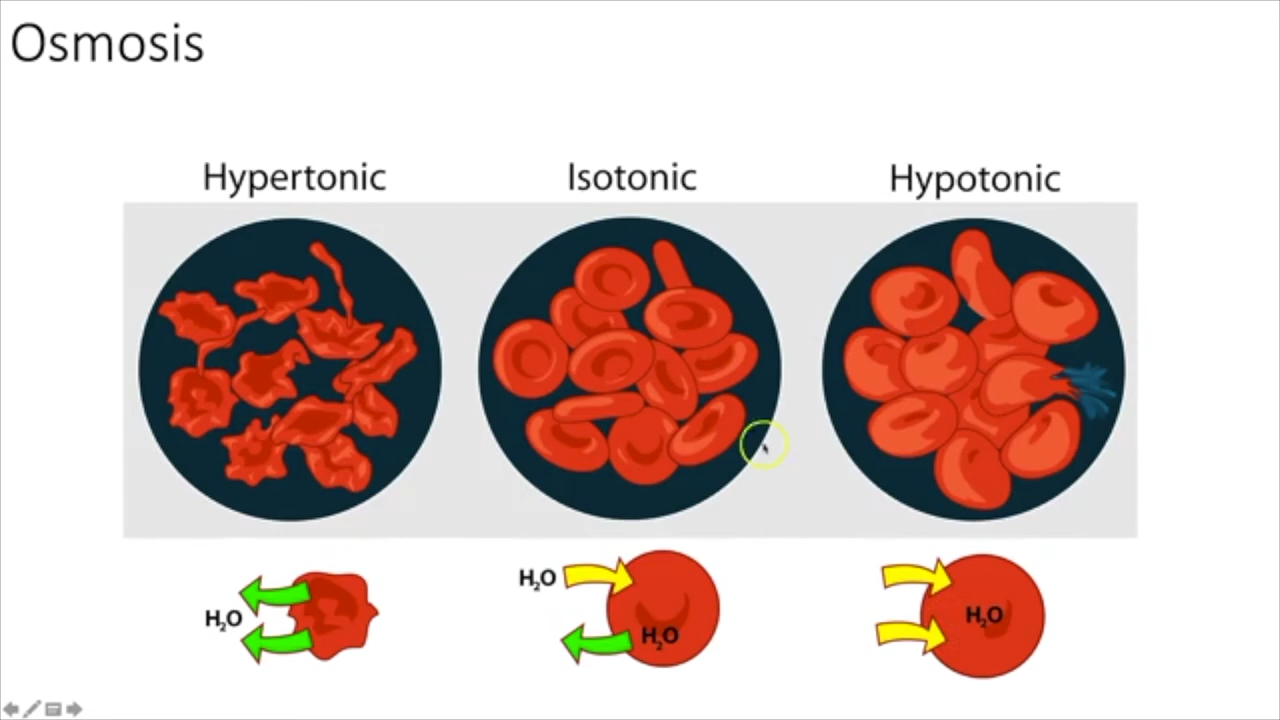 Osmosis
Hypertonic
Isotonic
Hypotonic
H₂O
H₂O
H₂O
H₂O